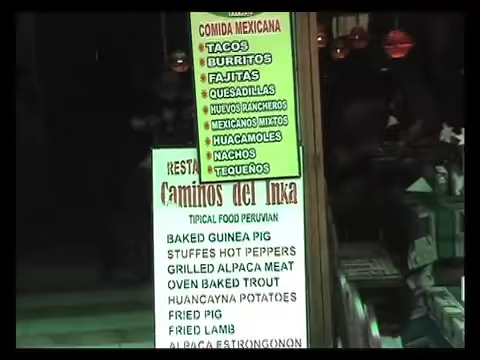 COMIDA MEXICANA
TACOS
BURRITOS
FAJITAS
QUESADILLAS
HUEVOS RANCHEROS
MEXICANOS MIXTOS
HUACAMOLES
NACHOS
TEQUEÑOS
RESTA
Caminos del Inka
TIPICAL FOOD PERUVIAN
BAKED GUINEA PIG
STUFFES HOT PEPPERS
GRILLED ALPACA MEAT
OVEN BAKED TROUT
HUANCAYNA POTATOES
FRIED PIG
FRIED LAMB
ALPACA ESTRONGONON